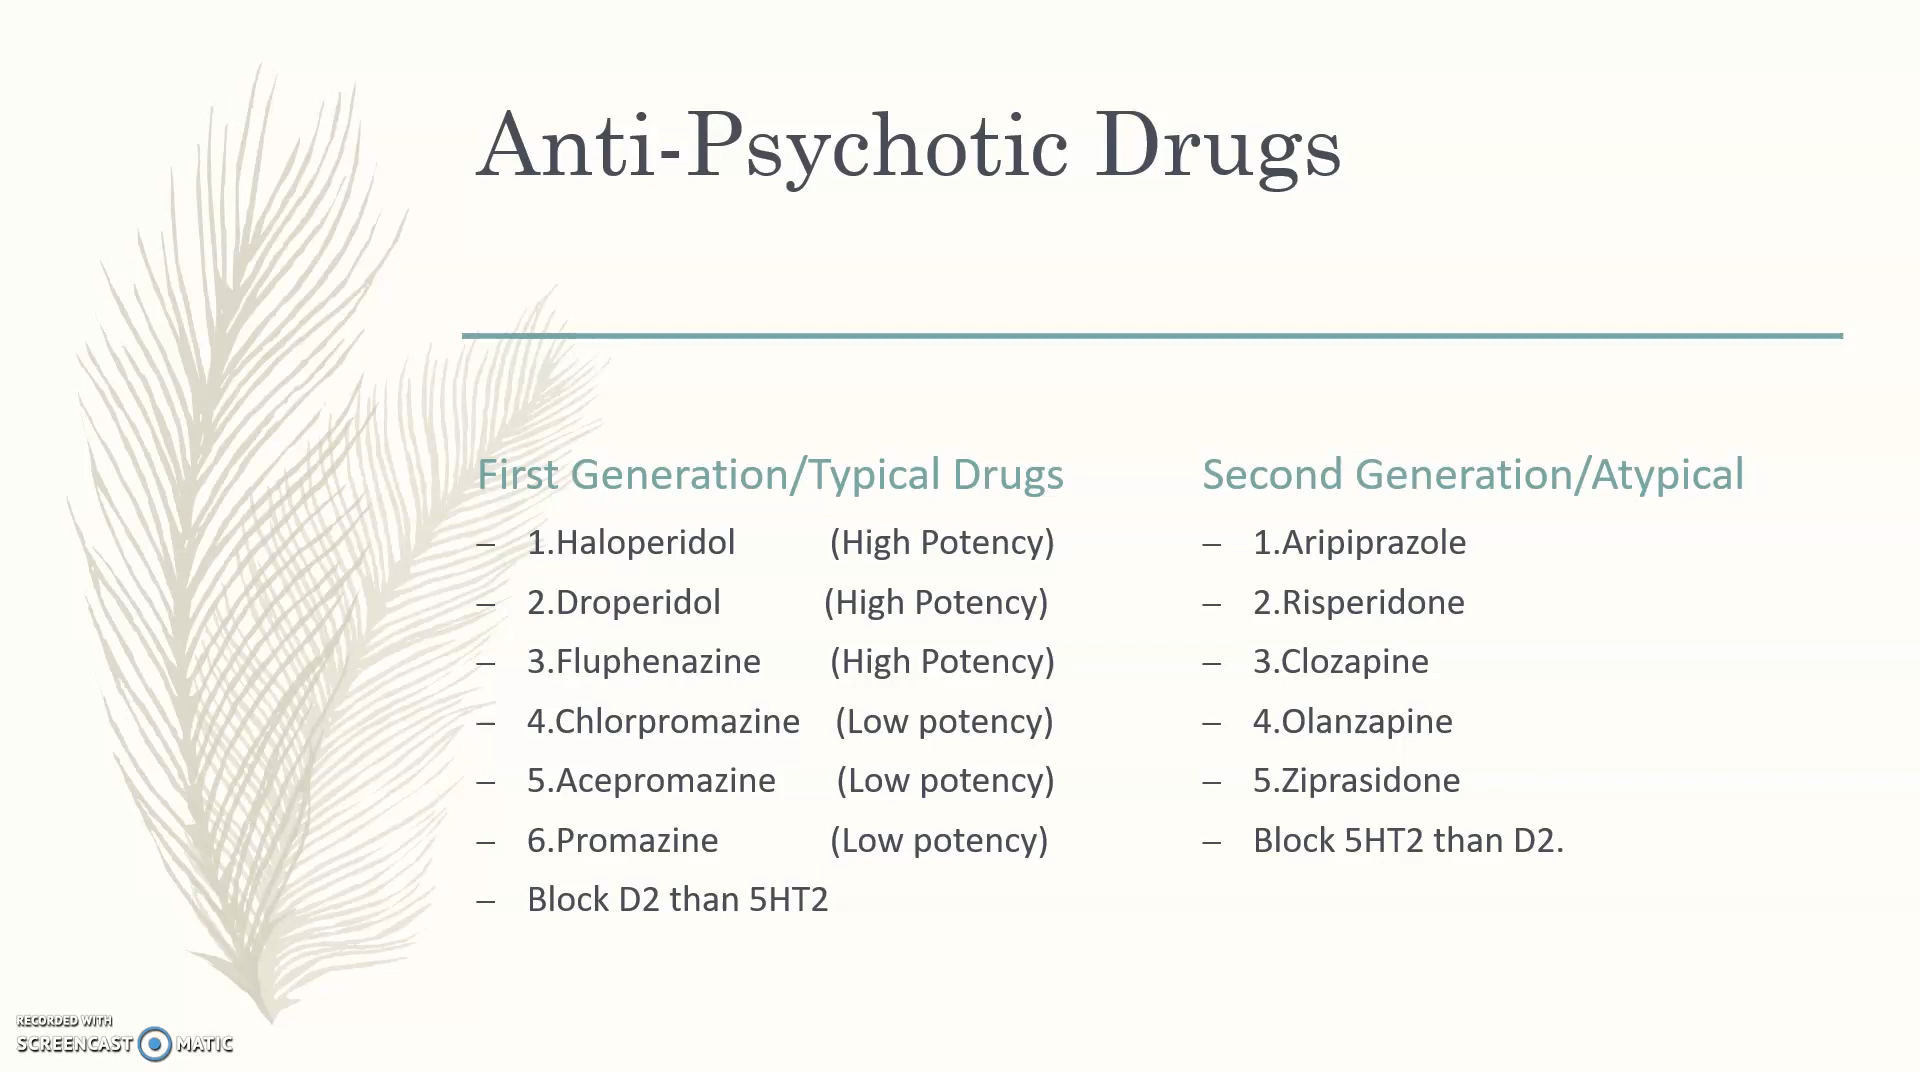 Anti-Psychotic Drugs
First Generation/Typical Drugs
– 1.Haloperidol (High Potency)
– 2.Droperidol (High Potency)
– 3.Fluphenazine (High Potency)
– 4.Chlorpromazine (Low potency)
– 5.Acepromazine (Low potency)
– 6.Promazine (Low potency)
– Block D2 than 5HT2
Second Generation/Atypical
– 1.Aripiprazole
– 2.Risperidone
– 3.Clozapine
– 4.Olanzapine
– 5.Ziprasidone
– Block 5HT2 than D2.
RECORDED WITH
SCREENCAST MATIC